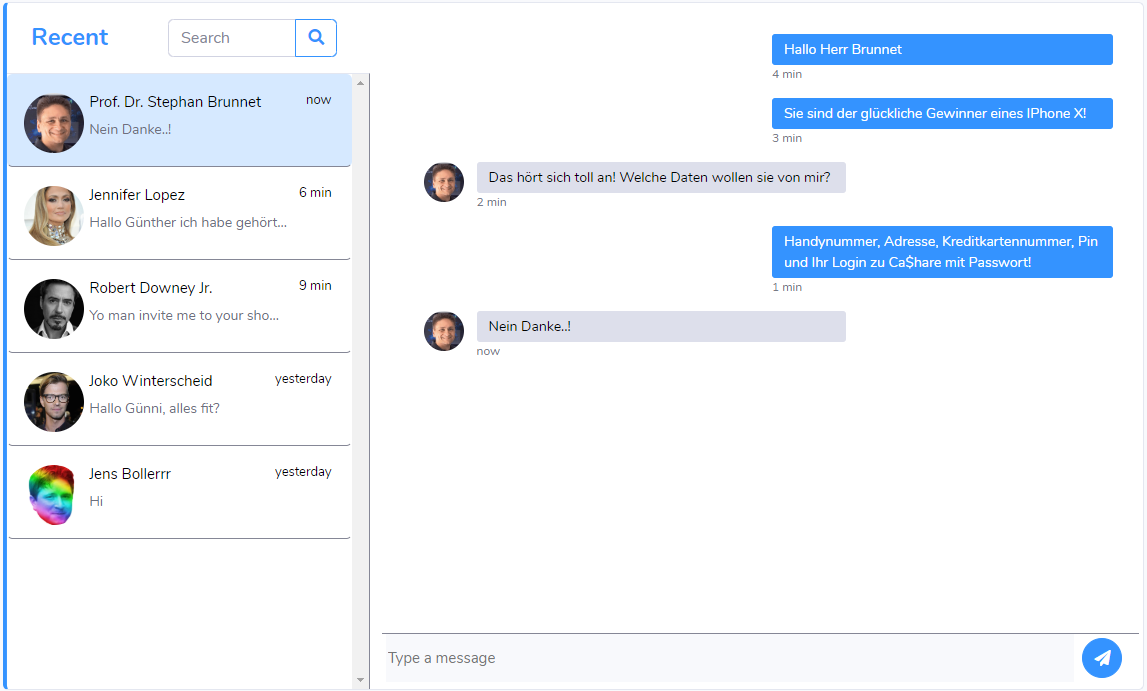 Recent
Search
Prof. Dr. Stephan Brunnet
now
Nein Danke..!
Jennifer Lopez
6 min
Hallo Günther ich habe gehört...
Robert Downey Jr.
9 min
Yo man invite me to your sho...
Joko Winterscheid
yesterday
Hallo Günni, alles fit?
Jens Bollerrr
yesterday
Hi
Hallo Herr Brunnet
4 min
Sie sind der glückliche Gewinner eines IPhone X!
3 min
Das hört sich toll an! Welche Daten wollen sie von mir?
2 min
Handynummer, Adresse, Kreditkartennummer, Pin
und Ihr Login zu Ca$hare mit Passwort!
1 min
Nein Danke..!
now
Type a message